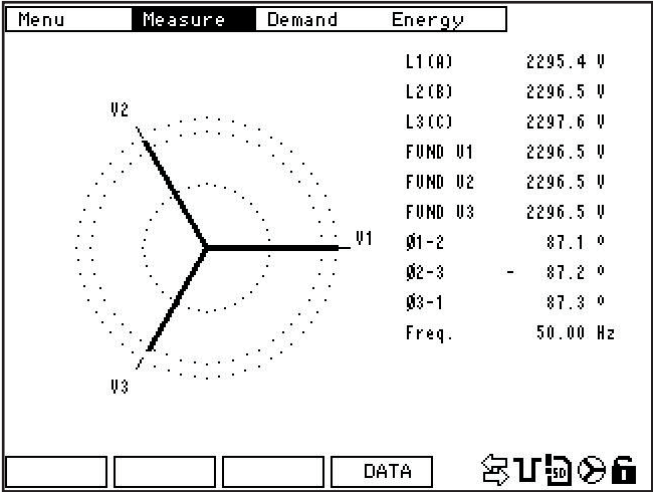 Menu Measure Demand Energy
L1(A) 2295.4 V
L2(B) 2296.5 V
L3(C) 2297.6 V
FUND V1 2296.5 V
FUND V2 2296.5 V
FUND V3 2296.5 V
Ø1-2 87.1 °
Ø2-3 - 87.2 °
Ø3-1 87.3 °
Freq. 50.00 Hz
V2
V1
V3
DATA
SD